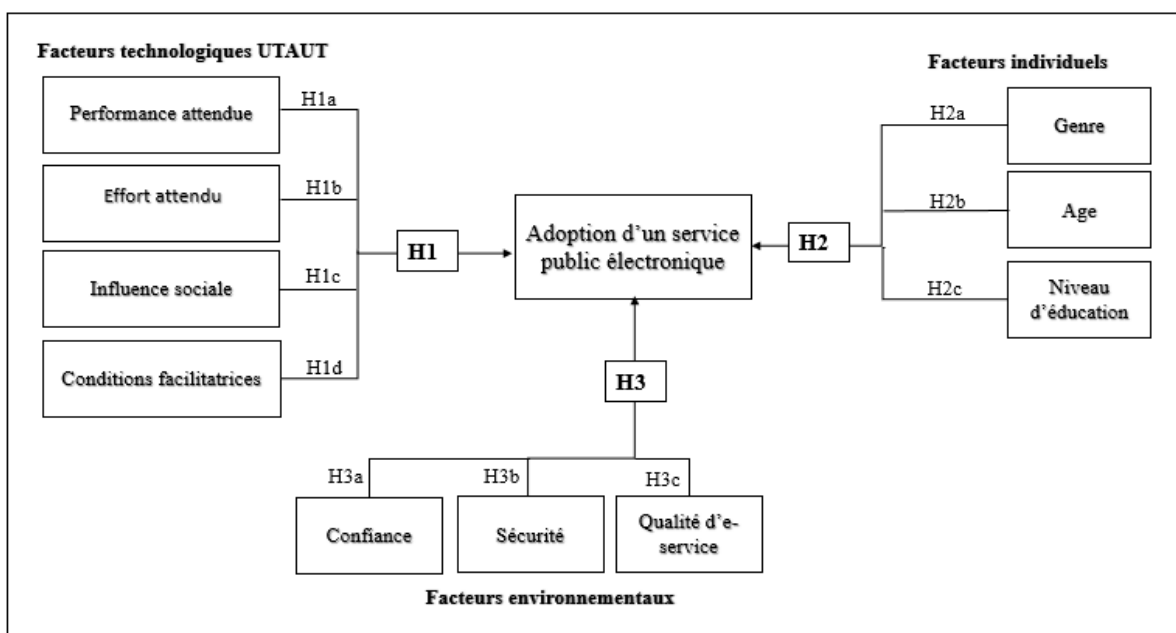 Facteurs technologiques UTAUT
Performance attendue
H1a
Effort attendu
H1b
Influence sociale
H1c
Conditions facilitatrices
H1d
H1
Adoption d’un service
public électronique
H2
Facteurs individuels
H2a
Genre
H2b
Age
H2c
Niveau
d’éducation
H3
H3a
Confiance
H3b
Sécurité
H3c
Qualité d’e-
service
Facteurs environnementaux